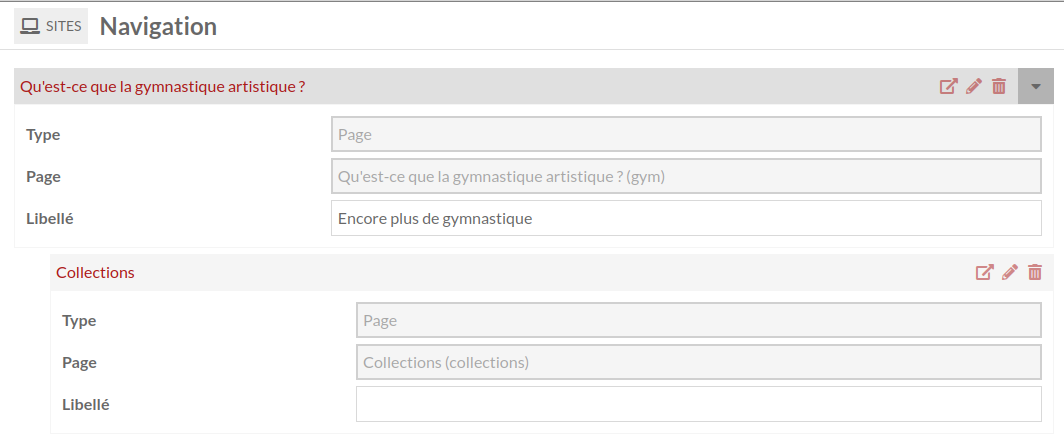 SITES Navigation
Qu'est-ce que la gymnastique artistique ?
Type Page
Page Qu'est-ce que la gymnastique artistique ? (gym)
Libellé Encore plus de gymnastique
Collections
Type Page
Page Collections (collections)
Libellé